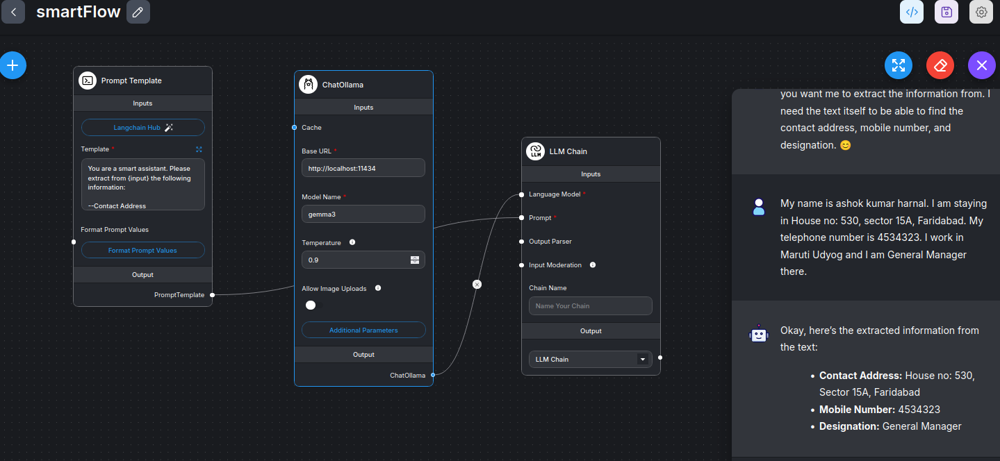 smartFlow
Prompt Template
Inputs
Langchain Hub
Template *
You are a smart assistant. Please
extract from {input} the following
information:
--Contact Address
Format Prompt Values
Format Prompt Values
Output
PromptTemplate
ChatOllama
Inputs
Cache
Base URL *
http://localhost:11434
Model Name *
gemma3
Temperature
0.9
Allow Image Uploads
Additional Parameters
Output
ChatOllama
LLM
LLM Chain
Inputs
Language Model *
Prompt *
Output Parser
Input Moderation
Chain Name
Name Your Chain
Output
LLM Chain
you want me to extract the information from. I
need the text itself to be able to find the
contact address, mobile number, and
designation. 😊
My name is ashok kumar harnal. I am staying
in House no: 530, sector 15A, Faridabad. My
telephone number is 4534323. I work in
Maruti Udyog and I am General Manager
there.
Okay, here's the extracted information from
the text:
• Contact Address: House no: 530,
Sector 15A, Faridabad
• Mobile Number: 4534323
• Designation: General Manager